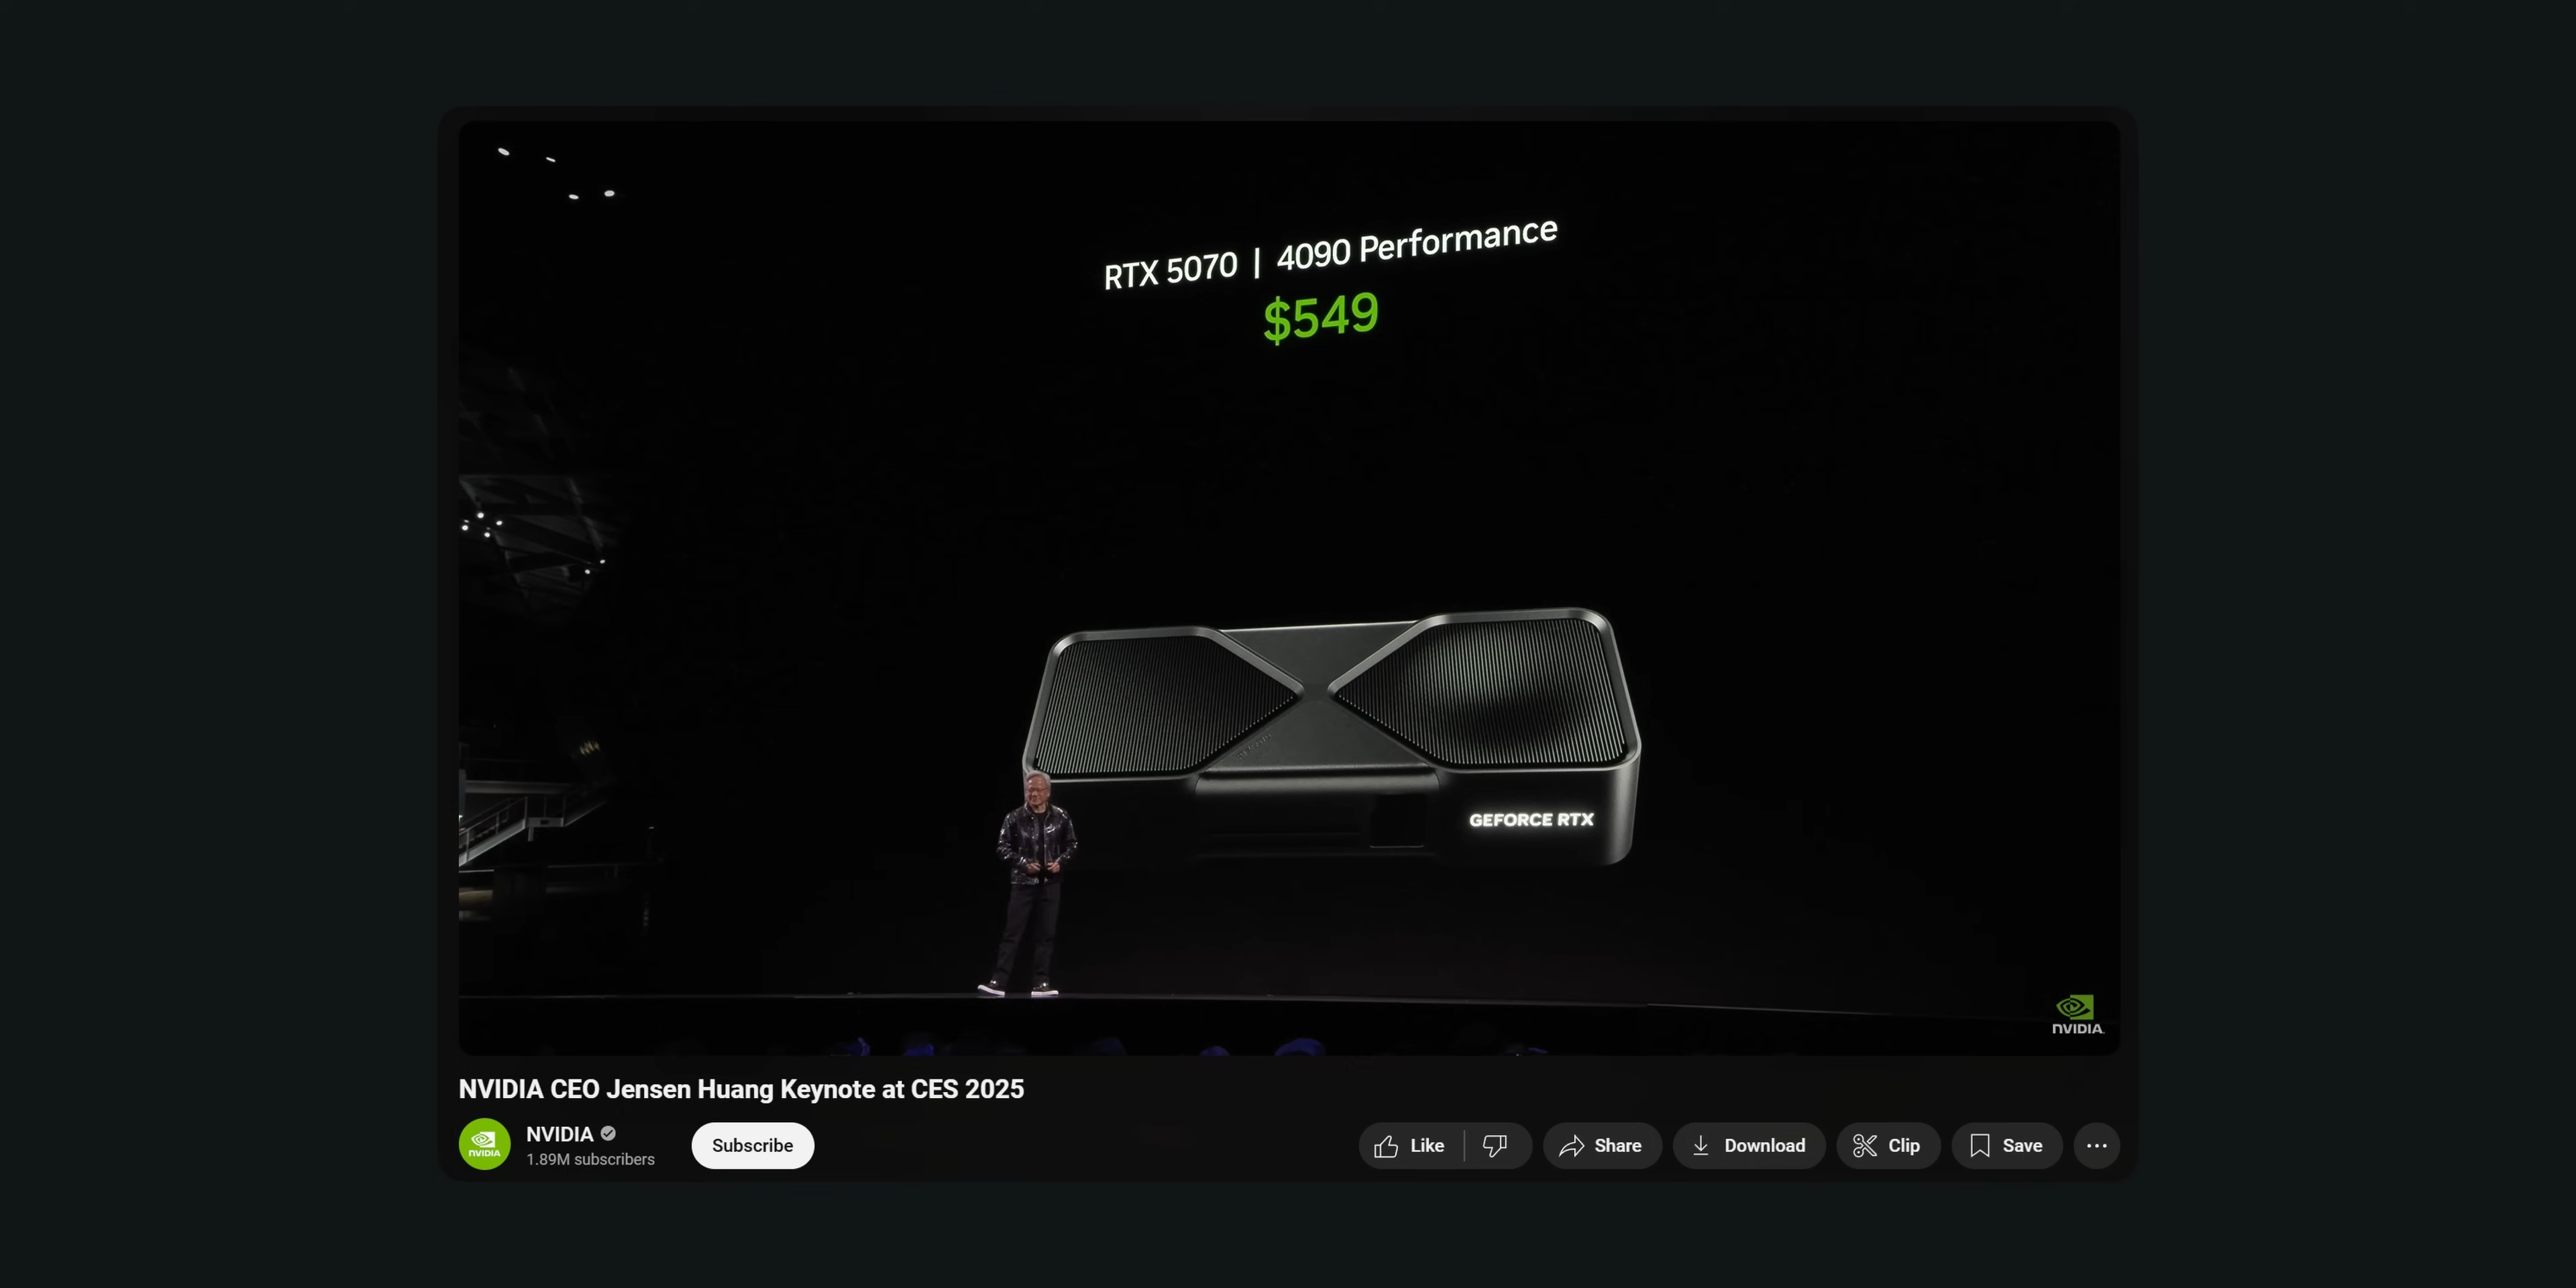 RTX 5070 | 4090 Performance
$549
GEFORCE RTX
NVIDIA.
NVIDIA CEO Jensen Huang Keynote at CES 2025
NVIDIA
NVIDIA
1.89M subscribers
Subscribe
Like
Share
Download
Clip
Save